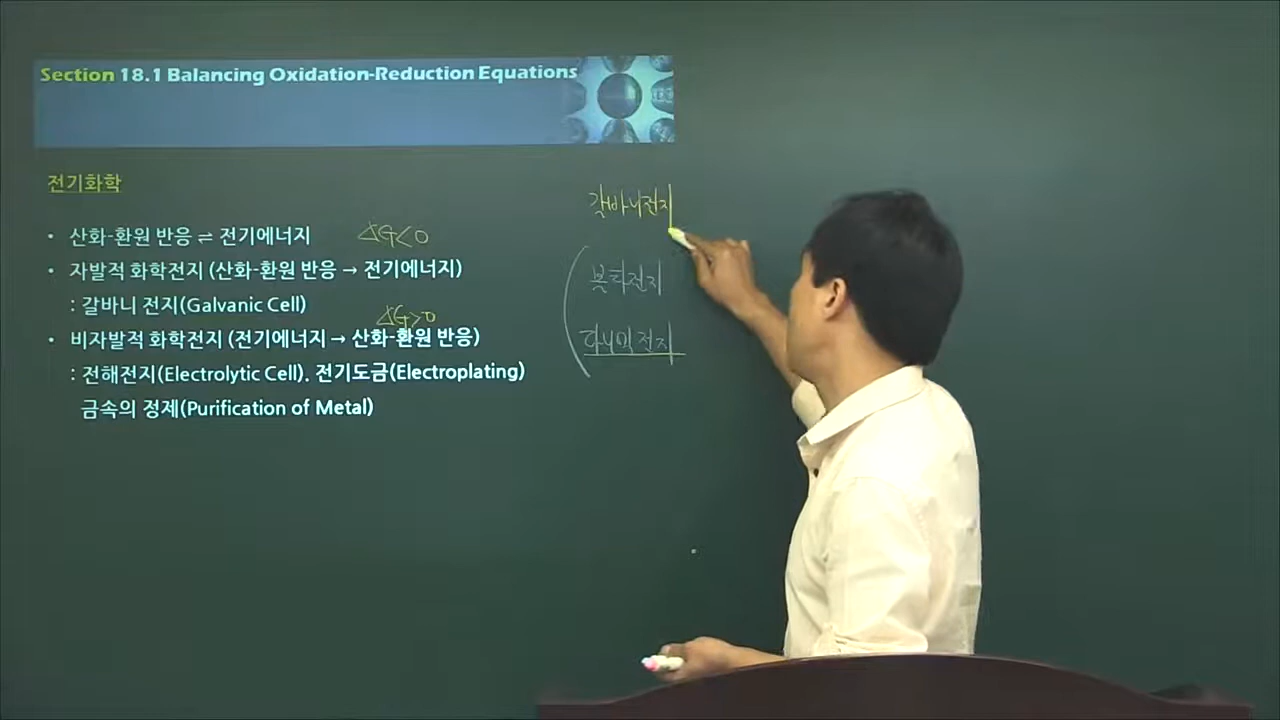 Section 18.1 Balancing Oxidation-Reduction Equations
전기화학
• 산화-환원 반응 ⇌ 전기에너지 ΔG<0
• 자발적 화학전지 (산화-환원 반응 → 전기에너지)
: 갈바니 전지(Galvanic Cell)
ΔG>0
• 비자발적 화학전지 (전기에너지 → 산화-환원 반응)
: 전해전지(Electrolytic Cell). 전기도금(Electroplating)
금속의 정제(Purification of Metal)
갈바니전지
볼타전지
다니엘전지